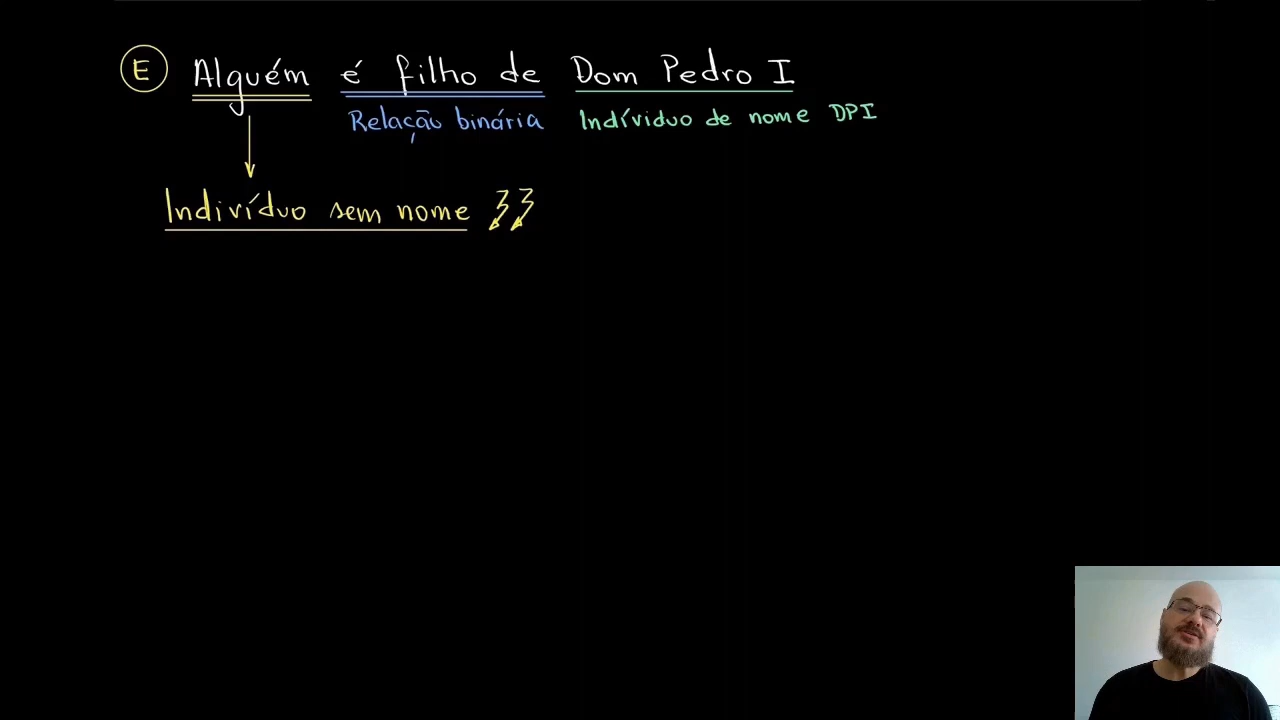 E Alguém é filho de Dom Pedro I
Relação binária Indivíduo de nome DPI
Indivíduo sem nome